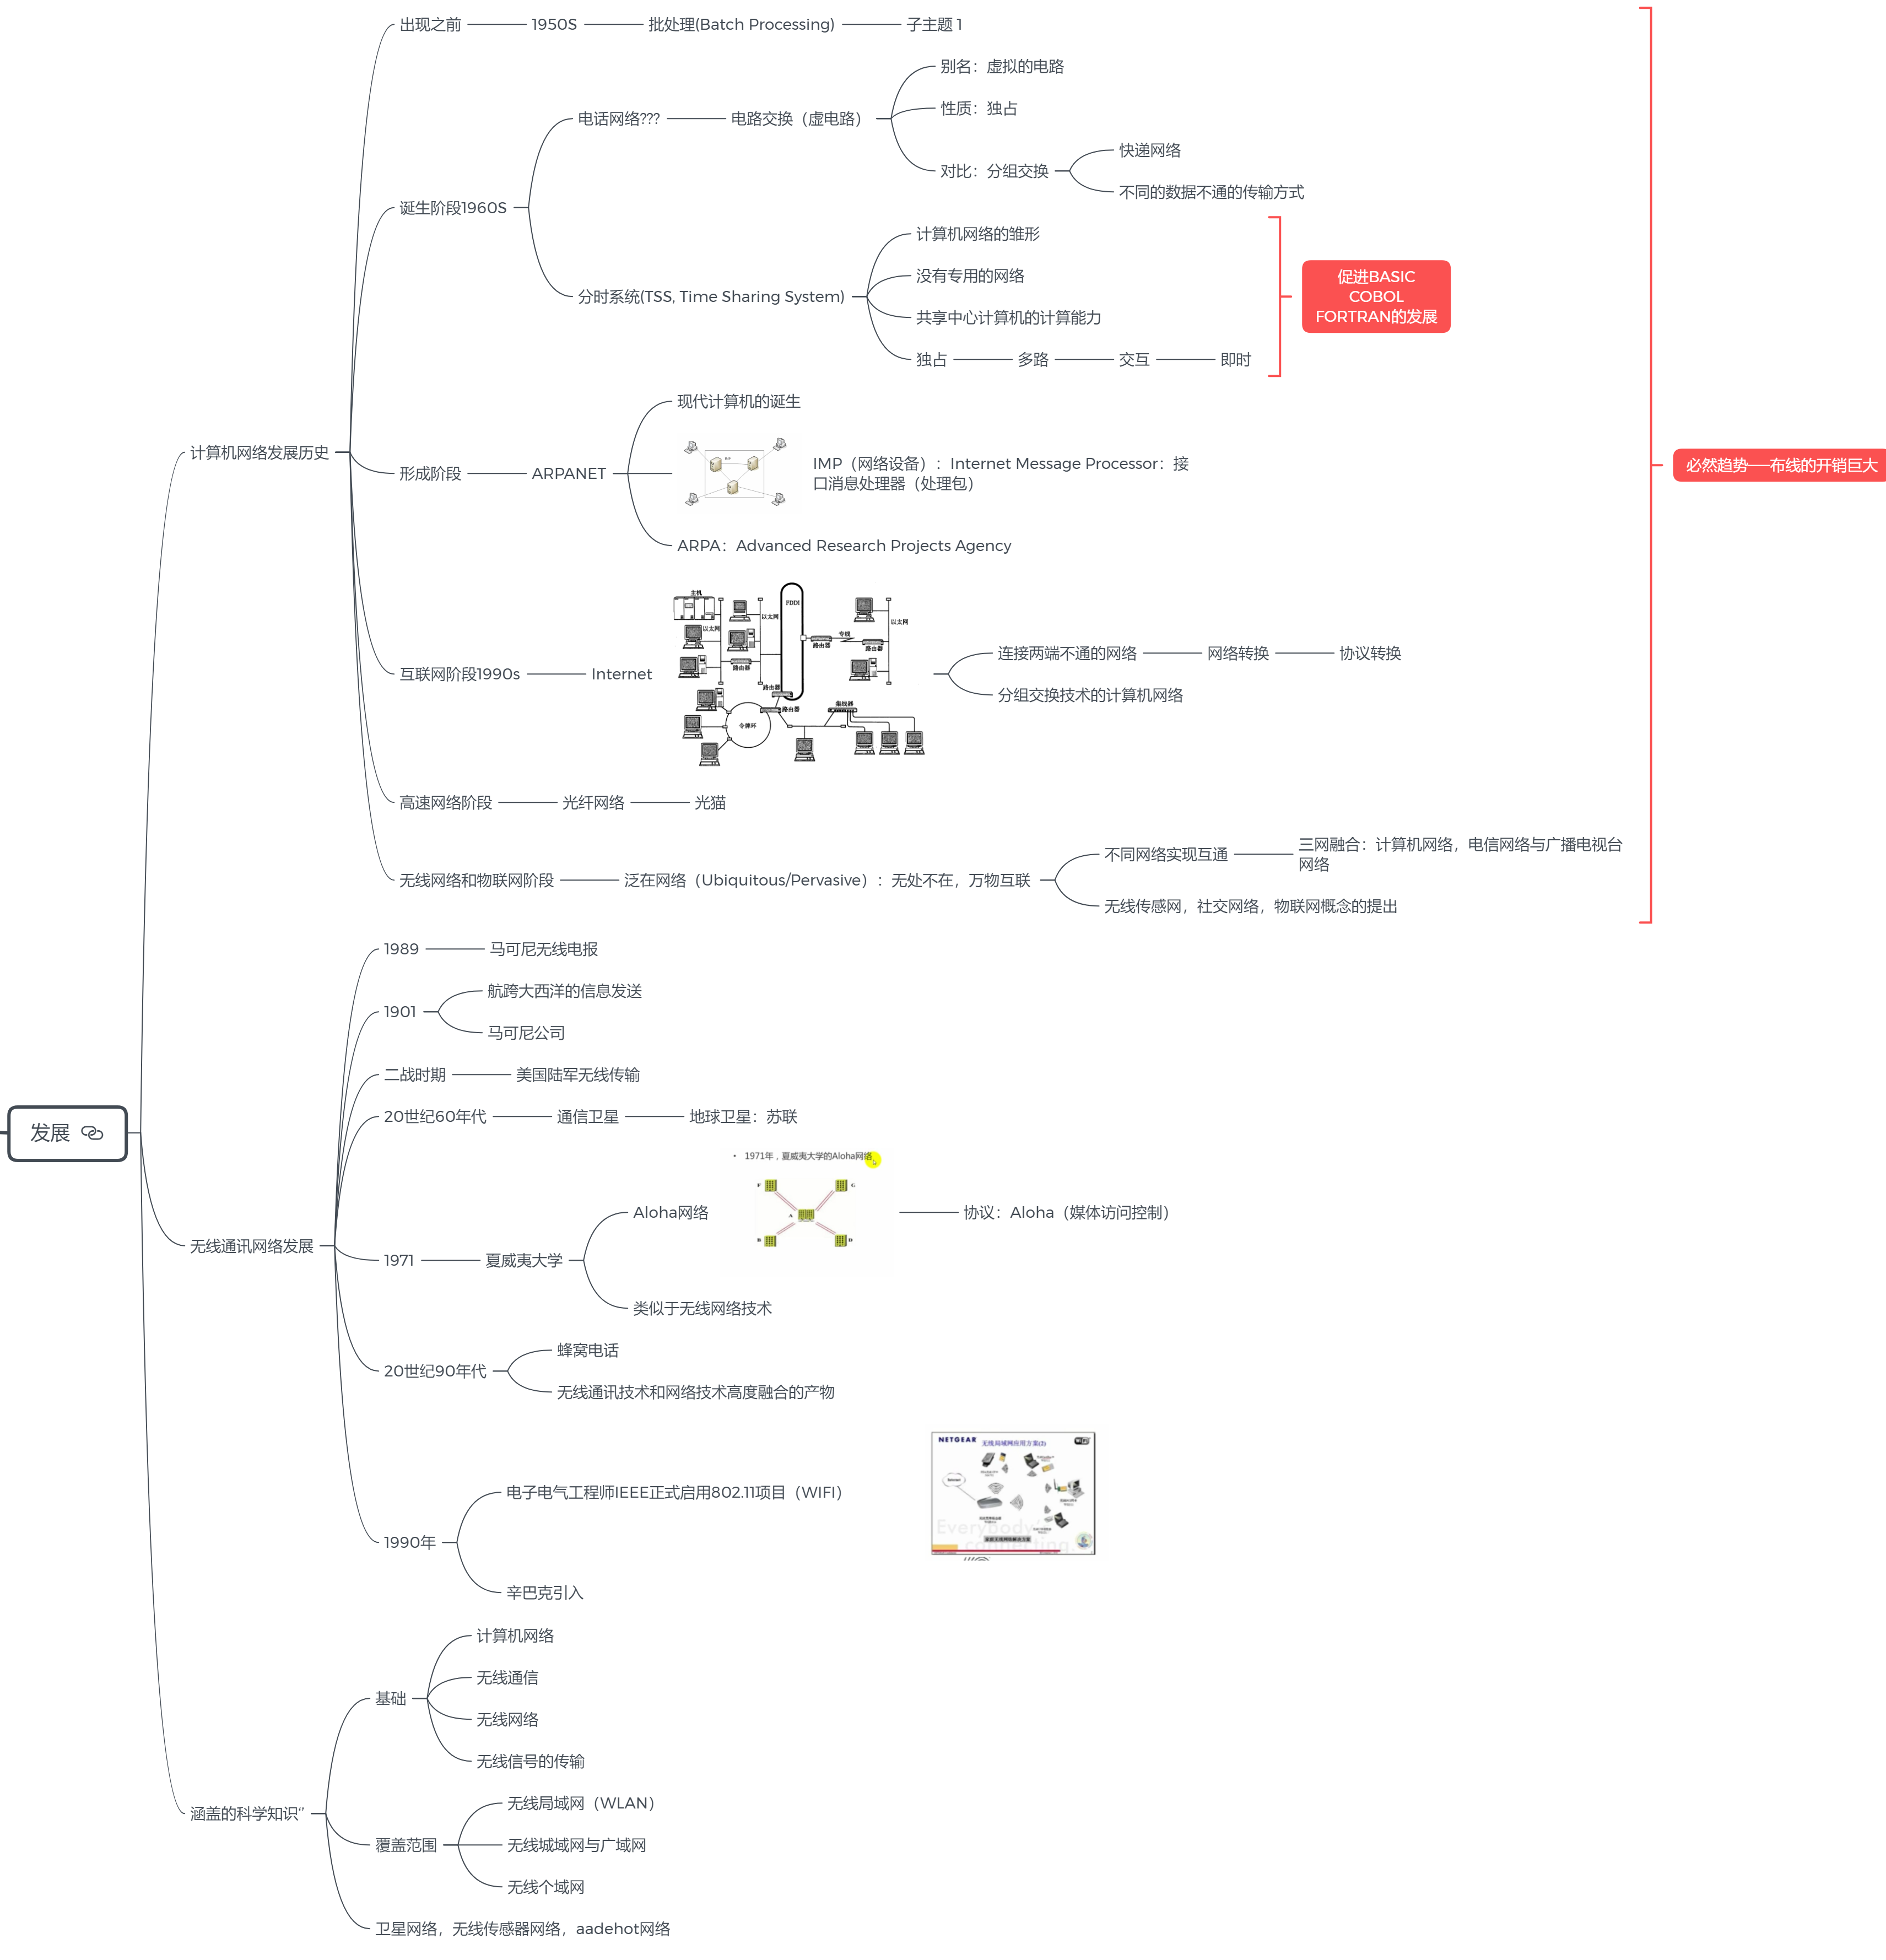 出现之前
1950S
批处理(Batch Processing)
子主题 1
别名：虚拟的电路
性质：独占
电话网络???
电路交换（虚电路）
对比：分组交换
快递网络
不同的数据不通的传输方式
诞生阶段1960S
计算机网络的雏形
没有专用的网络
分时系统(TSS, Time Sharing System)
共享中心计算机的计算能力
独占
多路
交互
即时
促进BASIC
COBOL
FORTRAN的发展
计算机网络发展历史
现代计算机的诞生
形成阶段
ARPANET
IMP（网络设备）：Internet Message Processor：接
口消息处理器（处理包）
ARPA：Advanced Research Projects Agency
必然趋势——布线的开销巨大
互联网阶段1990s
Internet
主机
以太网
以太网
FDDI
专线
以太网
路由器
路由器
路由器
路由器
路由器
集线器
令牌环
连接两端不通的网络
网络转换
协议转换
分组交换技术的计算机网络
高速网络阶段
光纤网络
光猫
无线网络和物联网阶段
泛在网络（Ubiquitous/Pervasive）：无处不在，万物互联
不同网络实现互通
三网融合：计算机网络，电信网络与广播电视台
网络
无线传感网，社交网络，物联网概念的提出
发展
无线通讯网络发展
1989
马可尼无线电报
1901
航跨大西洋的信息发送
马可尼公司
二战时期
美国陆军无线传输
20世纪60年代
通信卫星
地球卫星：苏联
1971
夏威夷大学
Aloha网络
• 1971年，夏威夷大学的Aloha网络
F
G
A
B
D
协议：Aloha（媒体访问控制）
类似于无线网络技术
20世纪90年代
蜂窝电话
无线通讯技术和网络技术高度融合的产物
1990年
电子电气工程师IEEE正式启用802.11项目（WIFI）
NETGEAR
无线局域网应用方案(2)
Everybody's
connecting.
辛巴克引入
涵盖的科学知识“
基础
计算机网络
无线通信
无线网络
无线信号的传输
覆盖范围
无线局域网（WLAN）
无线城域网与广域网
无线个域网
卫星网络，无线传感器网络，aadehot网络